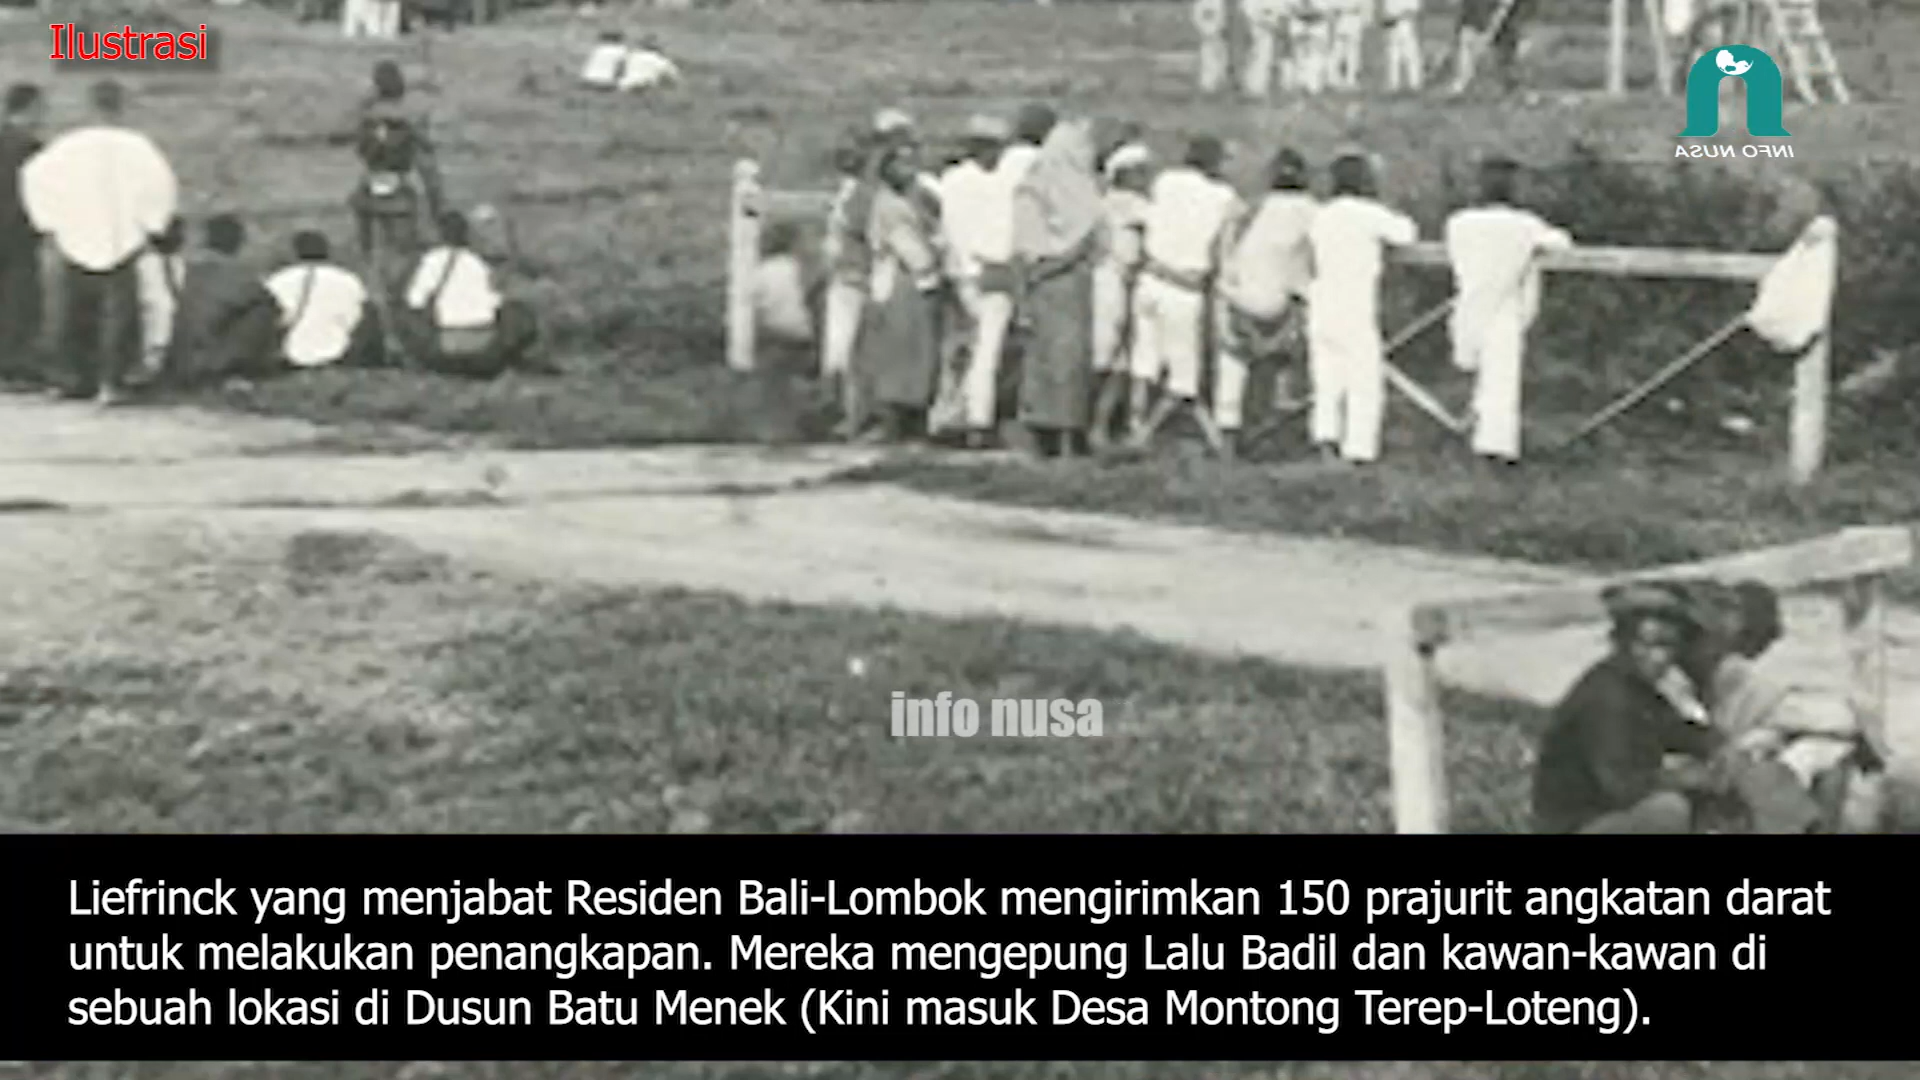 Ilustrasi
INFO NUSA
info nusa
Liefrinck yang menjabat Residen Bali-Lombok mengirimkan 150 prajurit angkatan darat
untuk melakukan penangkapan. Mereka mengepung Lalu Badil dan kawan-kawan di
sebuah lokasi di Dusun Batu Menek (Kini masuk Desa Montong Terep-Loteng).